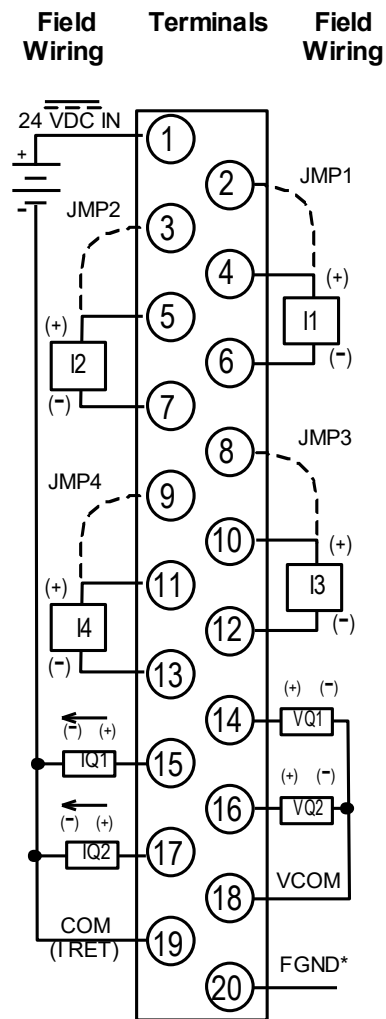 Field Wiring
Terminals
Field Wiring
24 VDC IN
+
-
1
2
JMP1
JMP2
3
4
(+)
(+)
5
I1
I2
6
(-)
(-)
7
8
JMP3
JMP4
9
10
(+)
(+)
11
I3
I4
12
(-)
(-)
13
14
(+) (-)
VQ1
(-) (+)
IQ1
15
(+) (-)
16
VQ2
(-) (+)
IQ2
17
18
VCOM
COM
(I RET)
19
20
FGND*